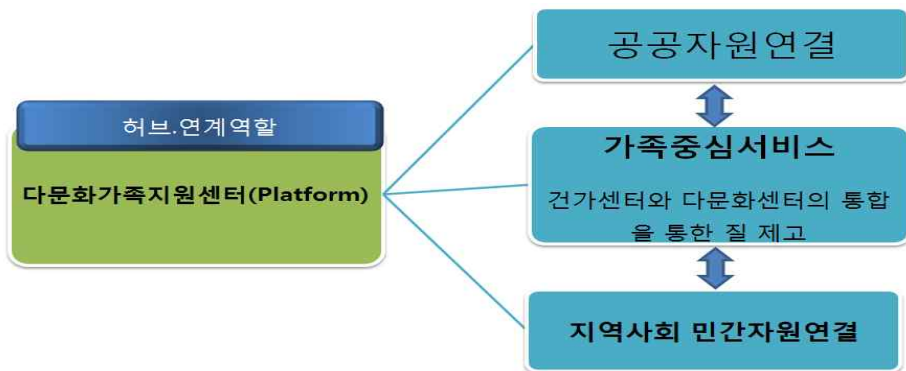 허브.연계역할
다문화가족지원센터(Platform)
공공자원연결
가족중심서비스
건가센터와 다문화센터의 통합
을 통한 질 제고
지역사회 민간자원연결